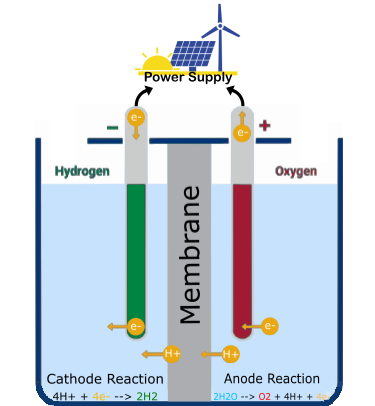 Power Supply
e-
e-
−
+
Hydrogen
Oxygen
Membrane
e-
e-
H+
H+
Cathode Reaction
Anode Reaction
4H+ + 4e- --> 2H2
2H2O --> O2 + 4H+ + 4e-